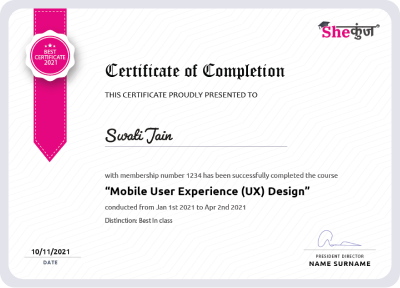 Sheकुंज
BEST
CERTIFICATE
2021
Certificate of Completion
THIS CERTIFICATE PROUDLY PRESENTED TO
Swati Jain
with membership number 1234 has been successfully completed the course
“Mobile User Experience (UX) Design”
conducted from Jan 1st 2021 to Apr 2nd 2021
Distinction: Best in class
10/11/2021
DATE
PRESIDENT DIRECTOR
NAME SURNAME